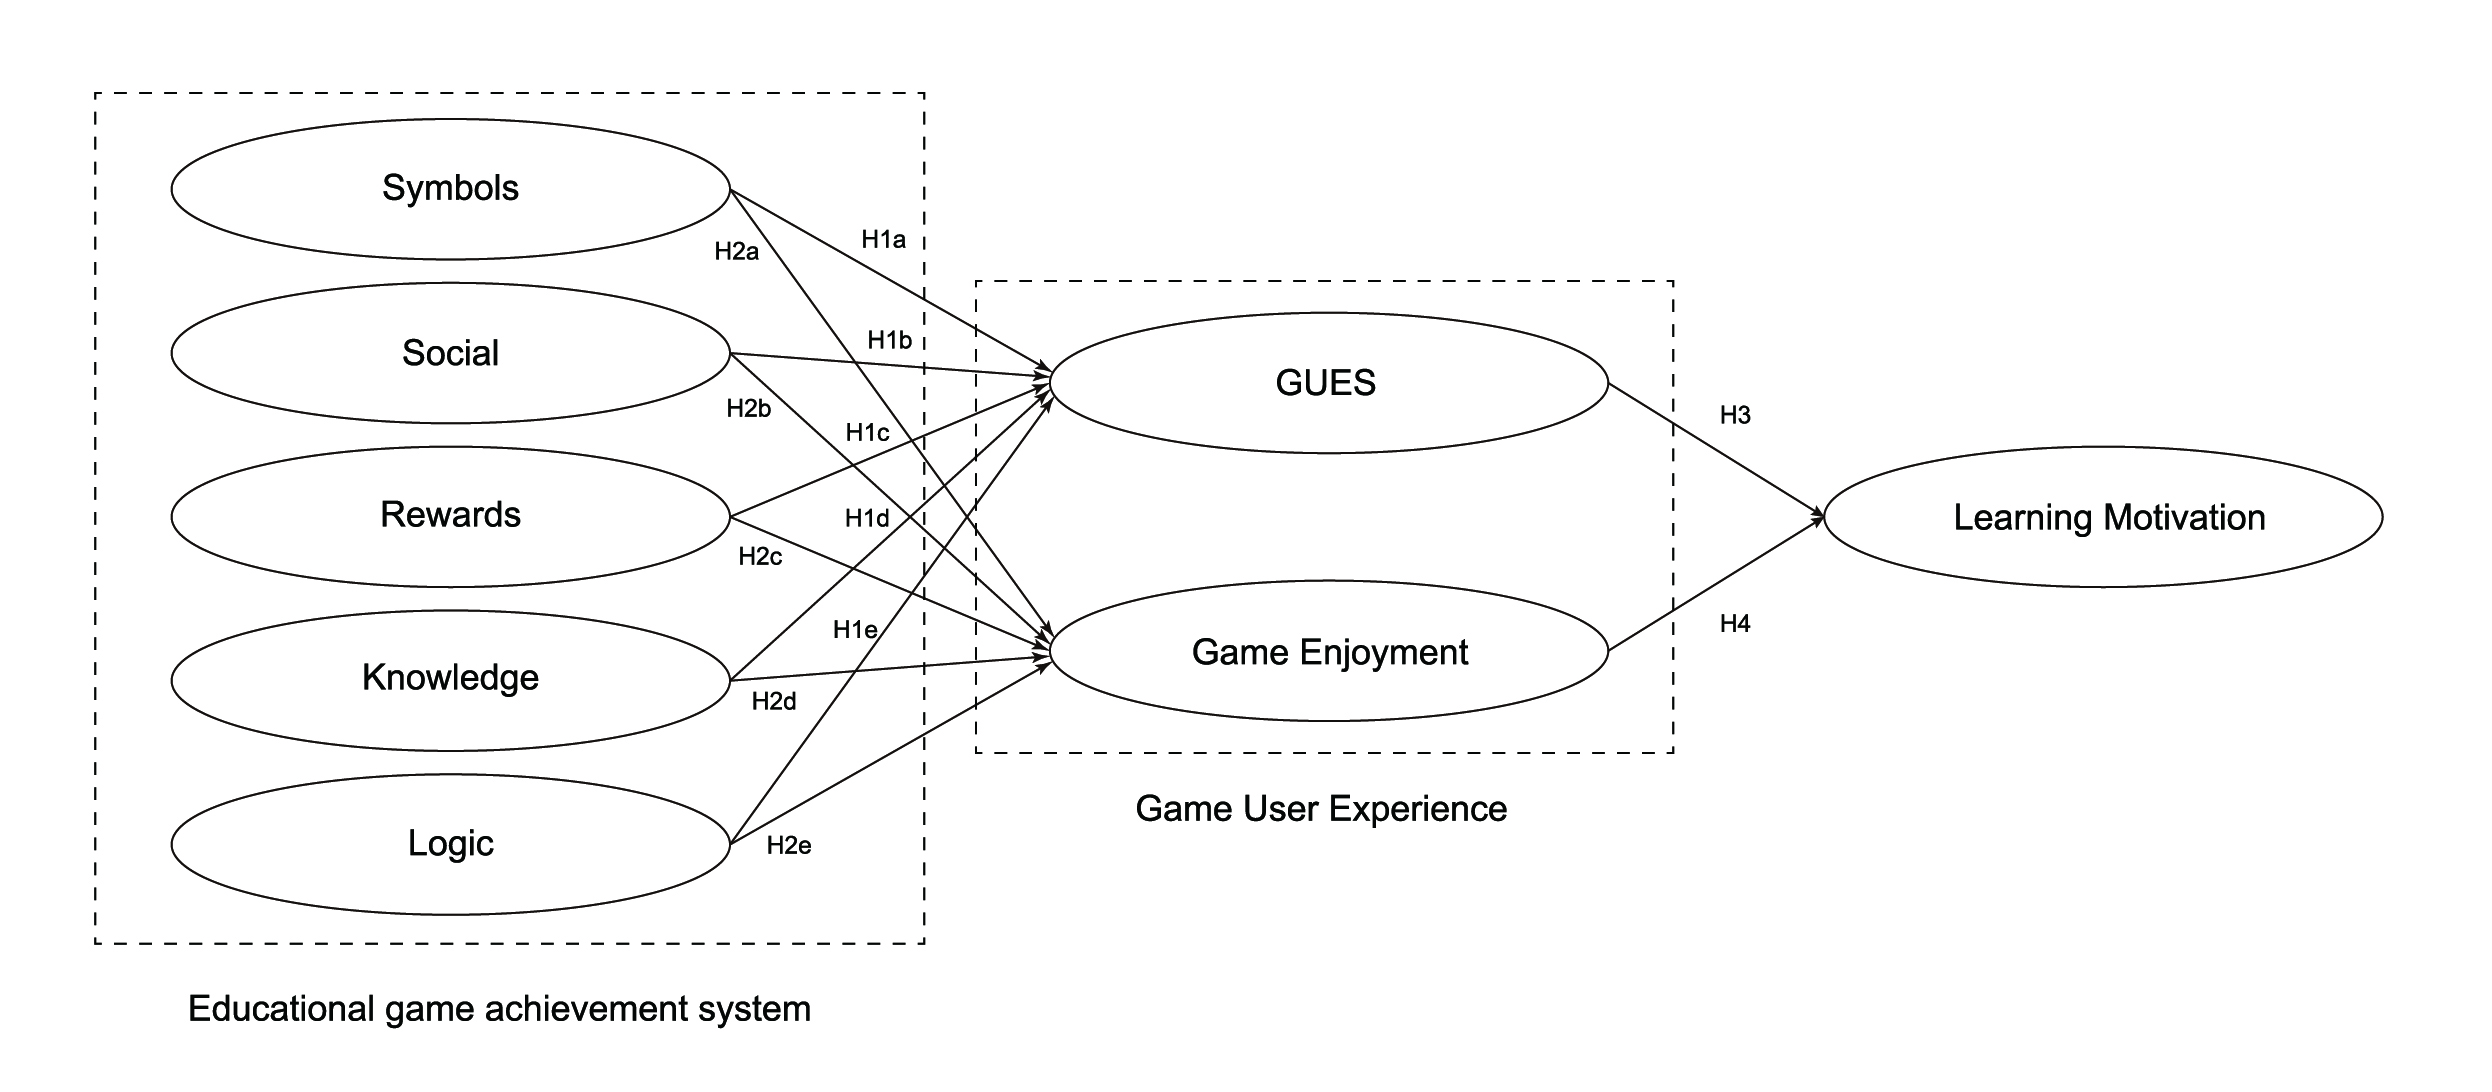 Symbols
Social
Rewards
Knowledge
Logic
Educational game achievement system
H1a
H2a
H1b
H2b
H1c
H1d
H2c
H1e
H2d
H2e
GUES
Game Enjoyment
Game User Experience
H3
H4
Learning Motivation